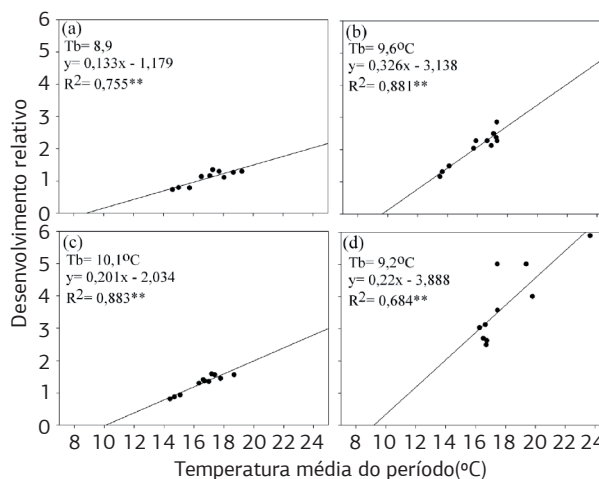 Desenvolvimento relativo
6
5
4
3
2
1
0
(a)
Tb= 8,9
y= 0,133x - 1,179
R2= 0,755**
(b)
Tb= 9,6ºC
y= 0,326x - 3,138
R2= 0,881**
6
5
4
3
2
1
0
(c)
Tb= 10,1ºC
y= 0,201x - 2,034
R2= 0,883**
(d)
Tb= 9,2ºC
y= 0,22x - 3,888
R2= 0,684**
8 10 12 14 16 18 20 22 24
8 10 12 14 16 18 20 22 24
Temperatura média do período(ºC)